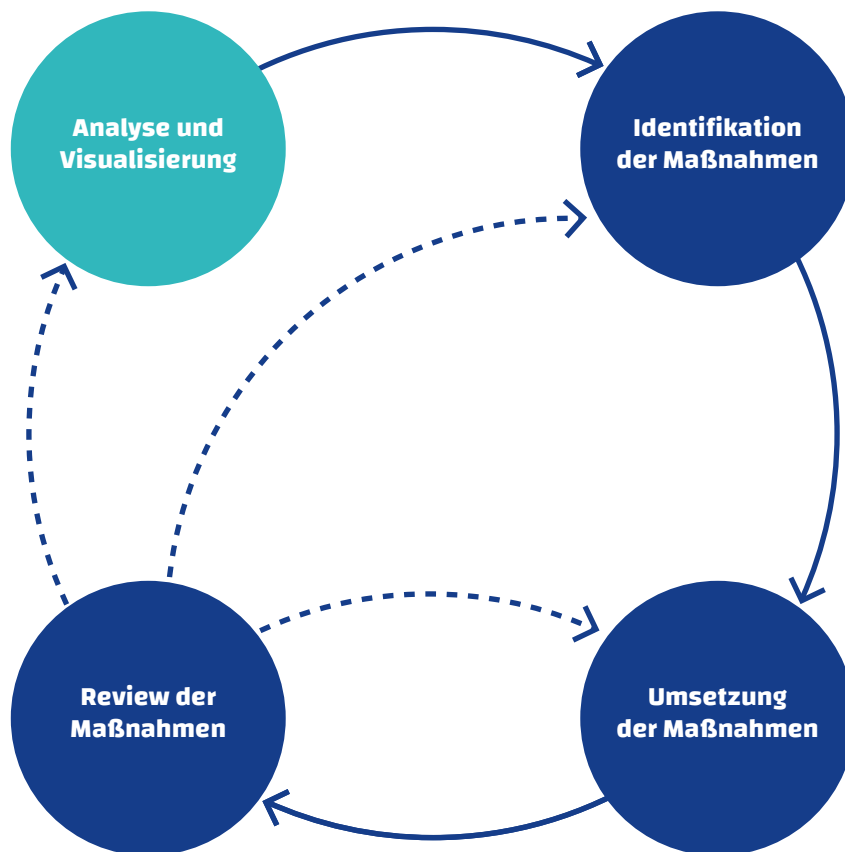 Analyse und
Visualisierung
Identifikation
der Maßnahmen
Review der
Maßnahmen
Umsetzung
der Maßnahmen